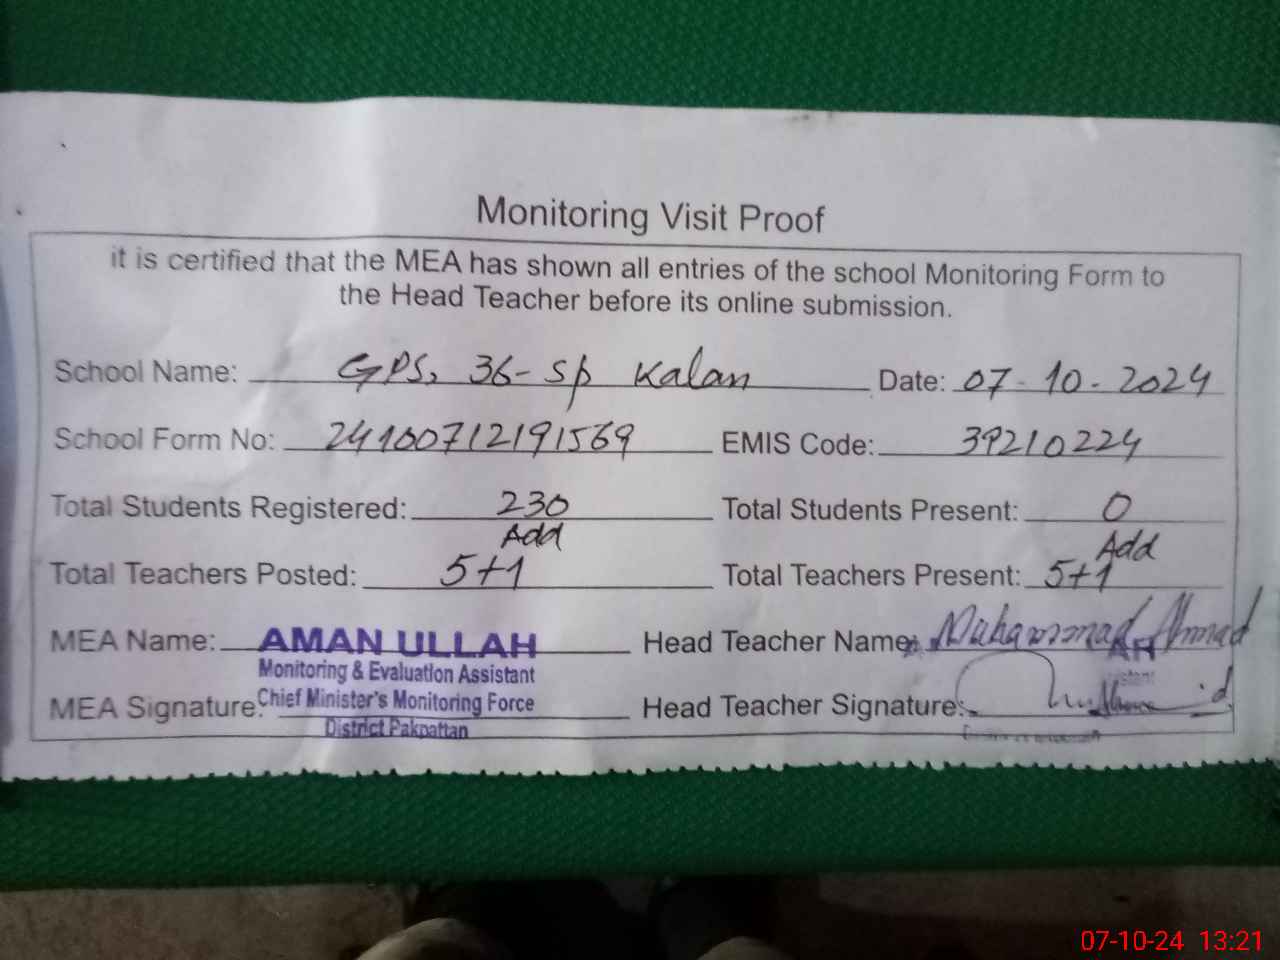 Monitoring Visit Proof
it is certified that the MEA has shown all entries of the school Monitoring Form to
the Head Teacher before its online submission.
School Name: GPS, 36-SP Kalan Date: 07-10-2024
School Form No: 24100712191569 EMIS Code: 39210224
Total Students Registered: 230 Total Students Present: 0
Add Add
Total Teachers Posted: 5+1 Total Teachers Present: 5+1
MEA Name: AMAN ULLAH Head Teacher Name: Muhammad Ahmad
Monitoring & Evaluation Assistant
MEA Signature: Chief Minister's Monitoring Force Head Teacher Signature:
District Pakpattan
07-10-24 13:21